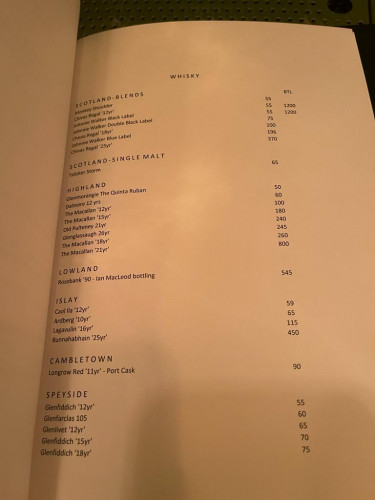 WHISKY
SCOTLAND-BLENDS BTL
Monkey Shoulder 55
Chivas Regal '12yr' 55 1200
Johnnie Walker Black Label 55 1200
Johnnie Walker Double Black Label 75
Chivas Regal 100
Johnnie Walker Blue Label 196
Chivas Regal '25yr' 370
SCOTLAND-SINGLE MALT
Talisker Storm 65
HIGHLAND
Glenmorangie The Quinta Ruban 50
Dalmore 12 yrs 60
The Macallan '12yr' 100
The Macallan '15yr' 180
Old Pulteney 21yr 240
Glenglassaugh 26yr 245
The Macallan '18yr' 260
The Macallan '21yr' 800
LOWLAND
Rosebank '90 - Ian MacLeod bottling 545
ISLAY
Caol Ila '12yr' 59
Ardberg '10yr' 65
Lagavulin '16yr' 115
Bunnahabhain '25yr' 450
CAMBLETOWN
Longrow Red '11yr' - Port Cask 90
SPEYSIDE
Glenfiddich '12yr' 55
Glenfarclas 105 60
Glenlivet '12yr' 65
Glenfiddich '15yr' 70
Glenfiddich '18yr' 75